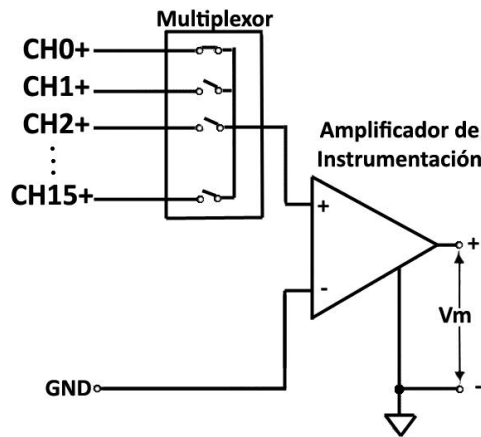 Multiplexor
CH0+
CH1+
CH2+
CH15+
Amplificador de
Instrumentación
+
-
+
Vm
-
GND